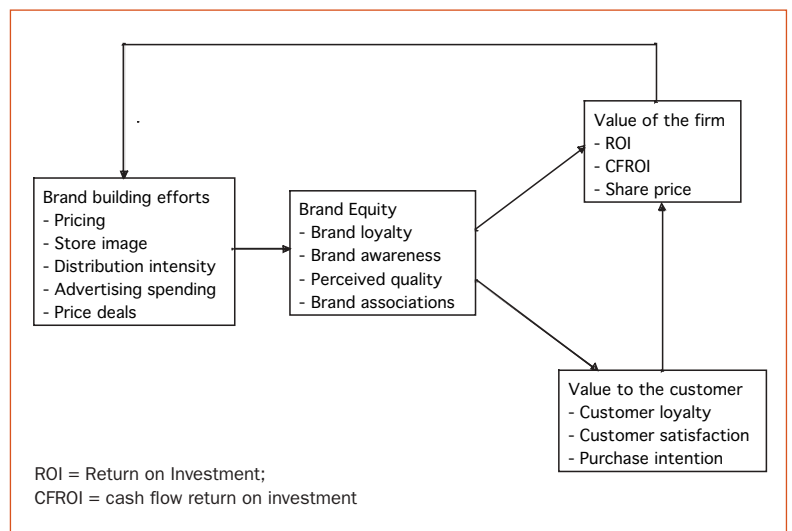 Value of the firm
- ROI
- CFROI
- Share price
Brand building efforts
- Pricing
- Store image
- Distribution intensity
- Advertising spending
- Price deals
Brand Equity
- Brand loyalty
- Brand awareness
- Perceived quality
- Brand associations
Value to the customer
- Customer loyalty
- Customer satisfaction
- Purchase intention
ROI = Return on Investment;
CFROI = cash flow return on investment